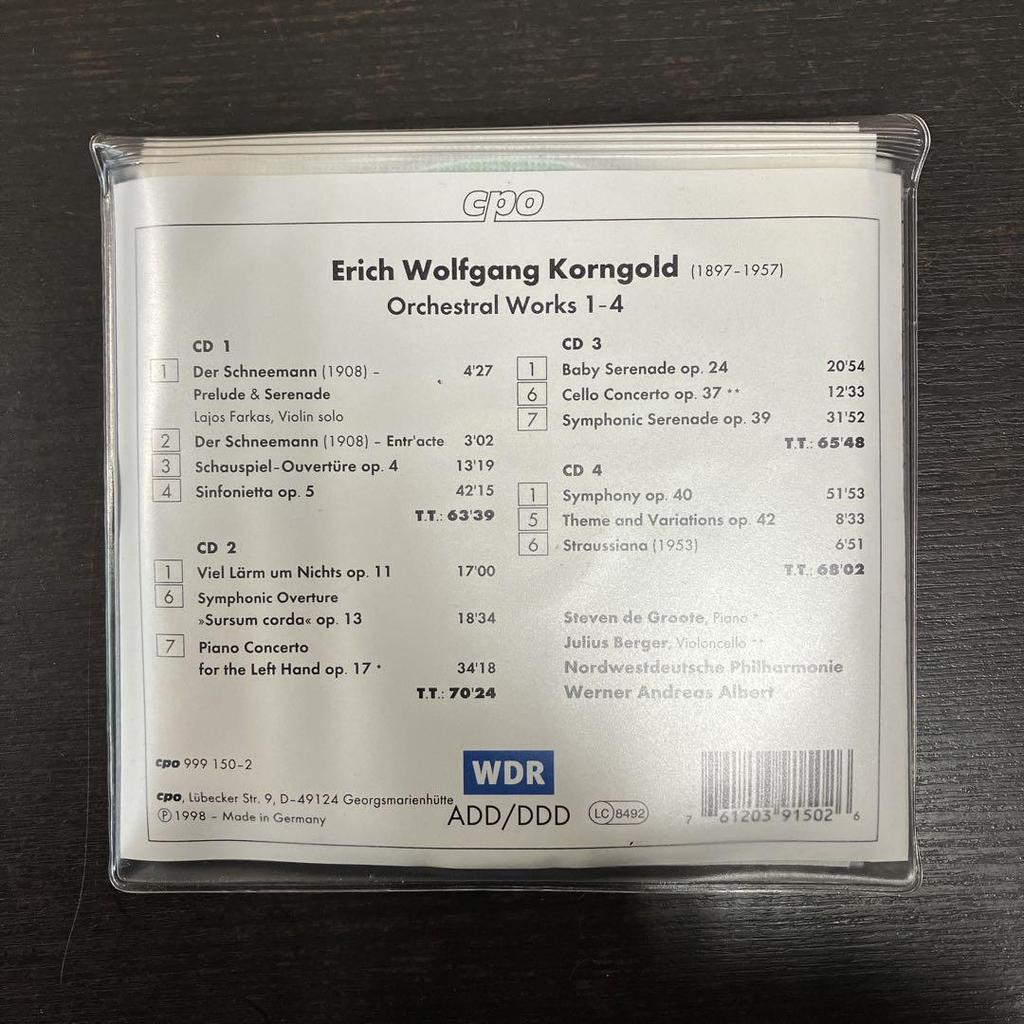 cpo
Erich Wolfgang Korngold (1897-1957)
Orchestral Works 1-4
CD 1
1 Der Schneemann (1908) - 4'27
Prelude & Serenade
Lajos Farkas, Violin solo
2 Der Schneemann (1908) - Entr'acte 3'02
3 Schauspiel-Ouvertüre op. 4 13'19
4 Sinfonietta op. 5 42'15
T.T.: 63'39
CD 2
1 Viel Lärm um Nichts op. 11 17'00
6 Symphonic Overture
»Sursum corda« op. 13 18'34
7 Piano Concerto
for the Left Hand op. 17 * 34'18
T.T.: 70'24
CD 3
1 Baby Serenade op. 24 20'54
6 Cello Concerto op. 37 ** 12'33
7 Symphonic Serenade op. 39 31'52
T.T.: 65'48
CD 4
1 Symphony op. 40 51'53
5 Theme and Variations op. 42 8'33
6 Straussiana (1953) 6'51
T.T.: 68'02
Steven de Groote, Piano *
Julius Berger, Violoncello **
Nordwestdeutsche Philharmonie
Werner Andreas Albert
cpo 999 150-2
cpo, Lübecker Str. 9, D-49124 Georgsmarienhütte
℗ 1998 - Made in Germany
WDR
ADD/DDD
LC 8492
7 61203 91502 6